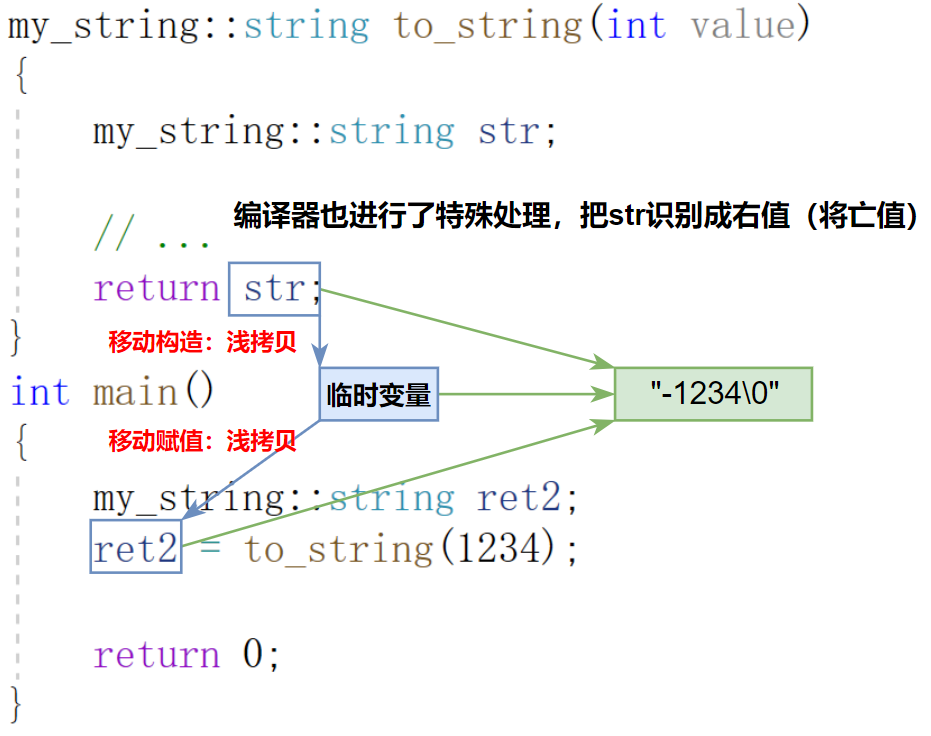 my_string::string to_string(int value)
{
my_string::string str;
编译器也进行了特殊处理，把str识别成右值（将亡值）
// ...
return str;
}
移动构造：浅拷贝
int main()
临时变量
"-1234\0"
{
移动赋值：浅拷贝
my_string::string ret2;
ret2 = to_string(1234);
return 0;
}